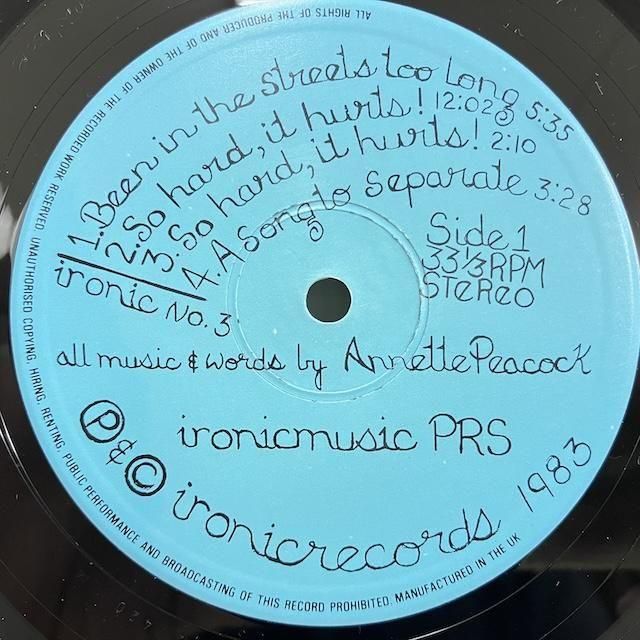 1. Been in the streets too Long 5:35
2. So hard, it hurts! 12:02
3. So hard, it hurts! 2:10
4. A Song to Separate 3:28
ironic No. 3
Side 1
33⅓ RPM
STeReo
all music & words by Annette Peacock
ironicmusic PRS
Ⓟ & © ironicrecords 1983
ALL RIGHTS OF THE PRODUCER AND OF THE OWNER OF THE RECORDED WORK RESERVED. UNAUTHORISED COPYING, HIRING, RENTING, PUBLIC PERFORMANCE AND BROADCASTING OF THIS RECORD PROHIBITED. MANUFACTURED IN THE UK